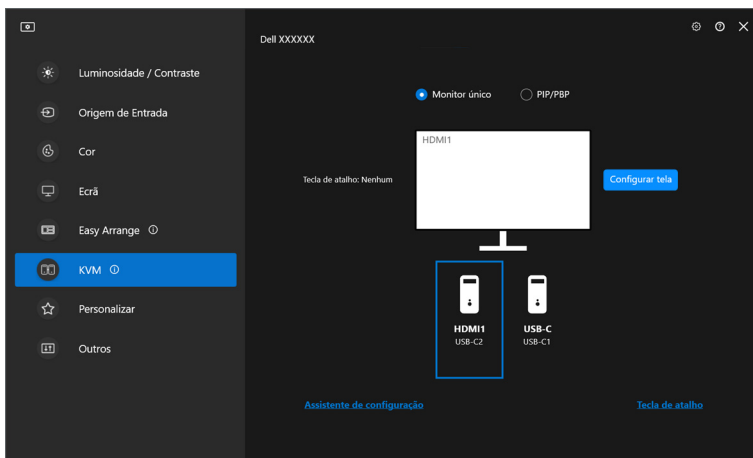 Dell XXXXXX
Luminosidade / Contraste
Origem de Entrada
Cor
Ecrã
Easy Arrange
KVM
Personalizar
Outros
Monitor único
PIP/PBP
HDMI1
Tecla de atalho: Nenhum
Configurar tela
HDMI1
USB-C2
USB-C
USB-C1
Assistente de configuração
Tecla de atalho